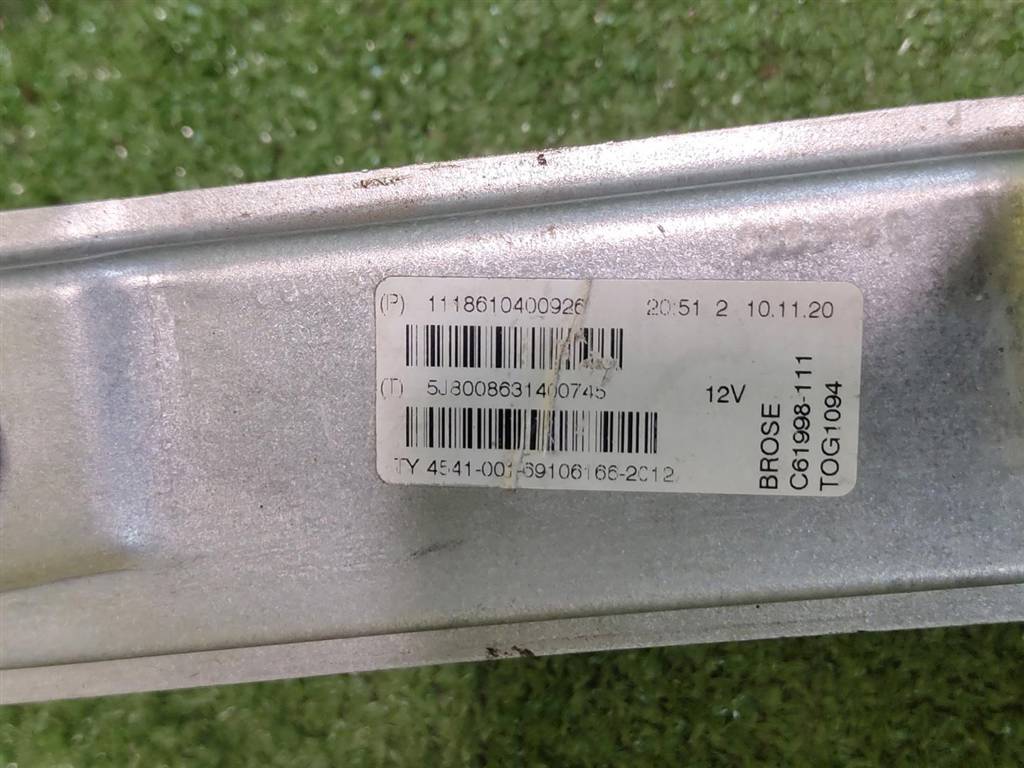 (P) 1118610400926 20:51 2 10.11.20
(T) 5J8008631400745 12V
TY 4541-001-69106166-2012
BROSE
C61998-111
TOG1094